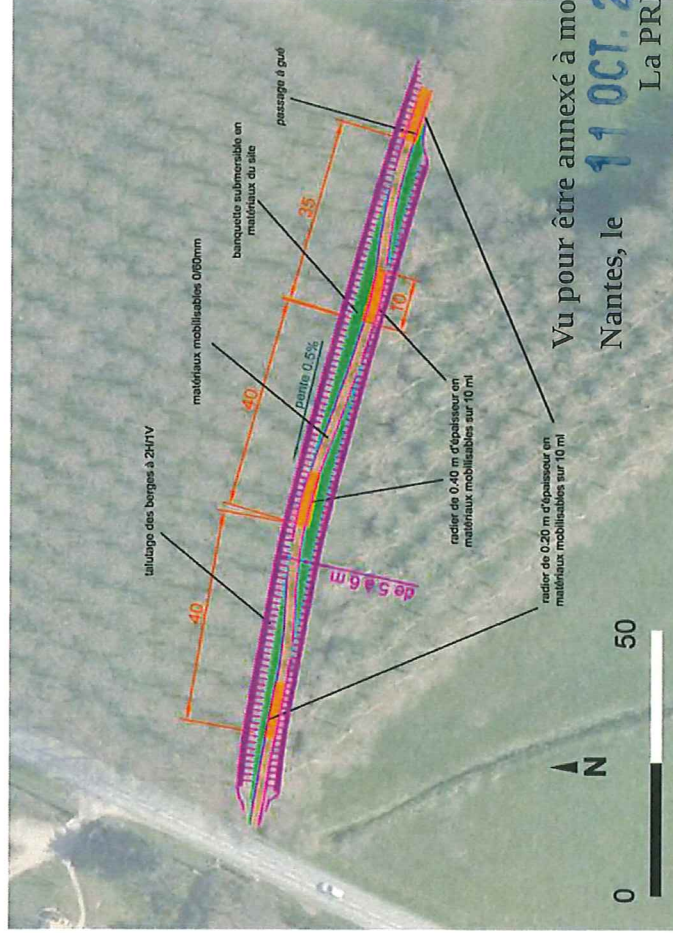 passage à gué
banquette submersible en
matériaux du site
matériaux mobilisables 0/60mm
talutage des berges à 2H/1V
35
40
40
pente 0.5%
10
de 5 à 6 m
radier de 0.40 m d'épaisseur en
matériaux mobilisables sur 10 ml
radier de 0.20 m d'épaisseur en
matériaux mobilisables sur 10 ml
Vu pour être annexé à mo
Nantes, le 11 OCT. 2
La PR
N
0
50